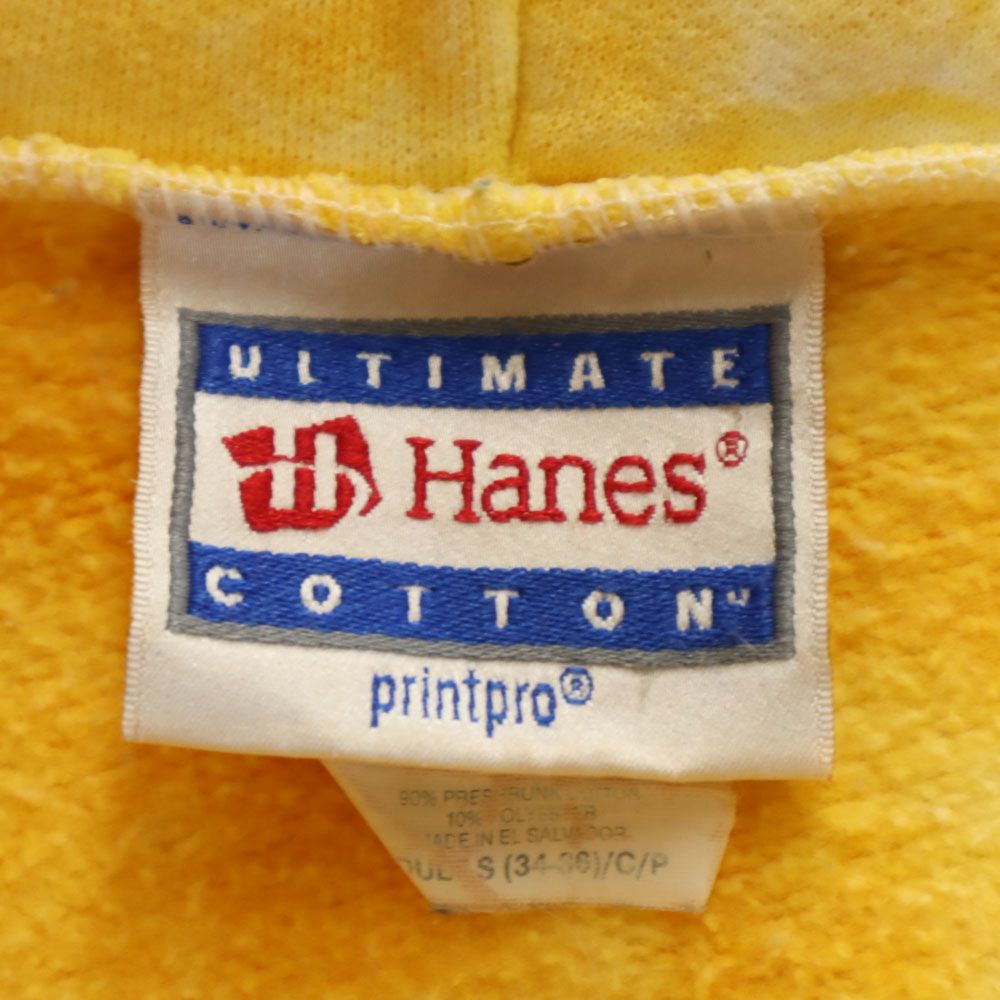 ULTIMATE
Hanes®
COTTON
printpro®
90% PRESHRUNK COTTON
10% POLYESTER
MADE IN EL SALVADOR
S (34-36)/C/P